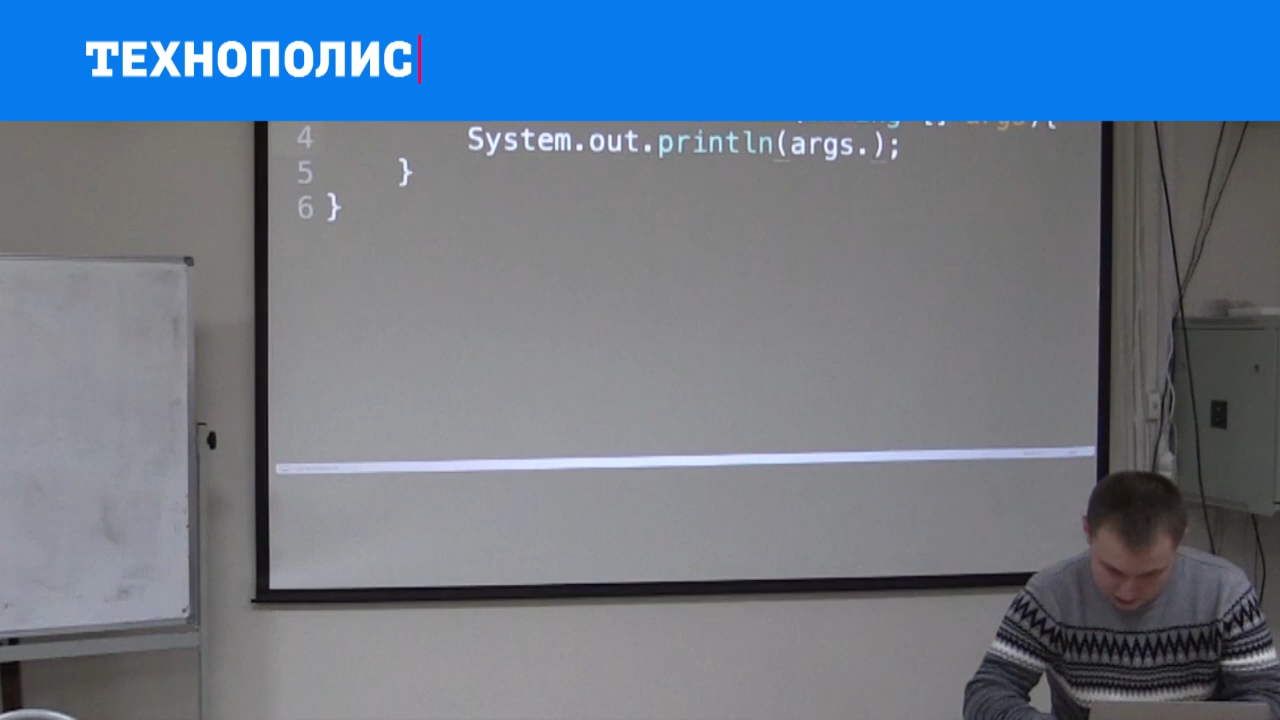 ТЕХНОПОЛИС
4 System.out.println(args.);
5 }
6 }